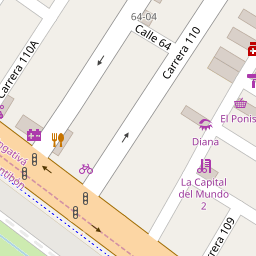 64-04
Calle 64
Carrera 110A
Carrera 110
El Ponis
Diana
La Capital
del Mundo
2
Carrera 109